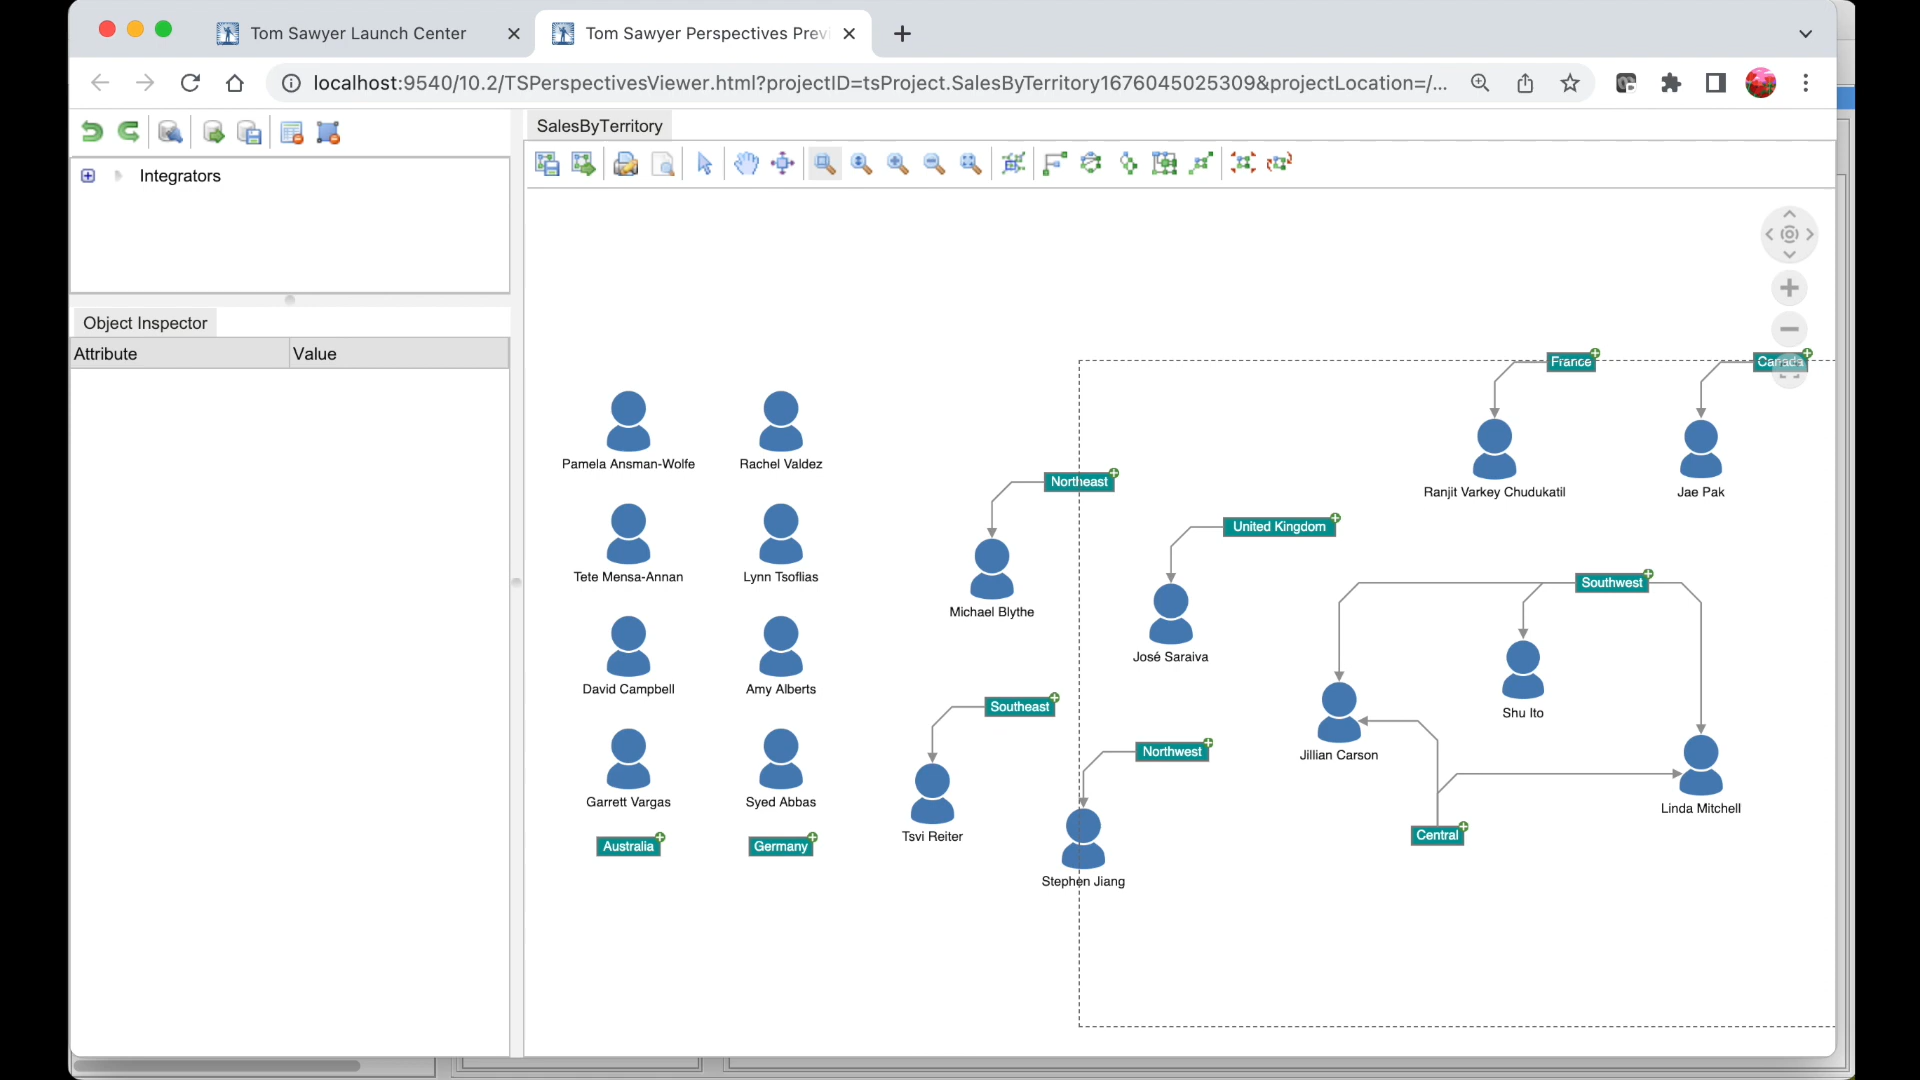 Tom Sawyer Launch Center
Tom Sawyer Perspectives Prev
localhost:9540/10.2/TSPerspectivesViewer.html?projectID=tsProject.SalesByTerritory1676045025309&projectLocation=/...
SalesByTerritory
Integrators
Object Inspector
Attribute Value
France
Canada
Pamela Ansman-Wolfe
Rachel Valdez
Northeast
Ranjit Varkey Chudukatil
Jae Pak
United Kingdom
Tete Mensa-Annan
Lynn Tsoflias
Southwest
Michael Blythe
José Saraiva
David Campbell
Amy Alberts
Southeast
Shu Ito
Northwest
Jillian Carson
Garrett Vargas
Syed Abbas
Linda Mitchell
Tsvi Reiter
Central
Australia
Germany
Stephen Jiang